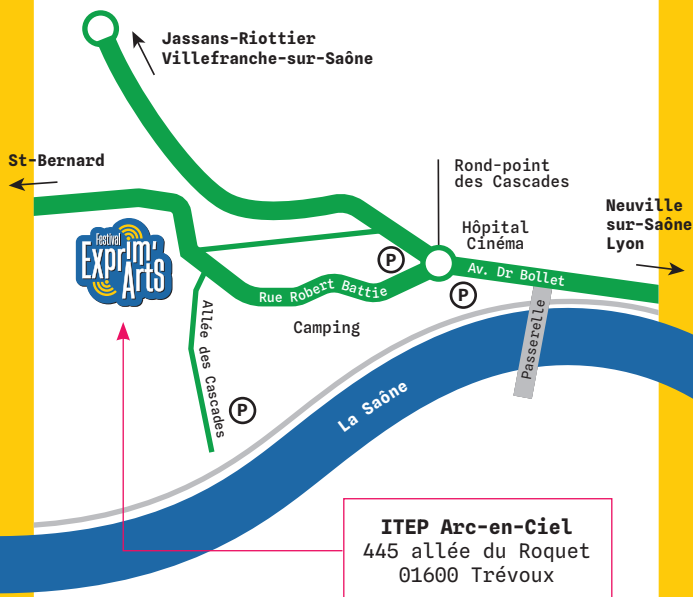 Jassans-Riottier
Villefranche-sur-Saône
St-Bernard
Rond-point
des Cascades
Neuville
sur-Saône
Lyon
Hôpital
Cinéma
Festival
Exprim'
Arts
P
Av. Dr Bollet
Rue Robert Battie
P
Camping
Allée des Cascades
Passerelle
P
La Saône
ITEP Arc-en-Ciel
445 allée du Roquet
01600 Trévoux